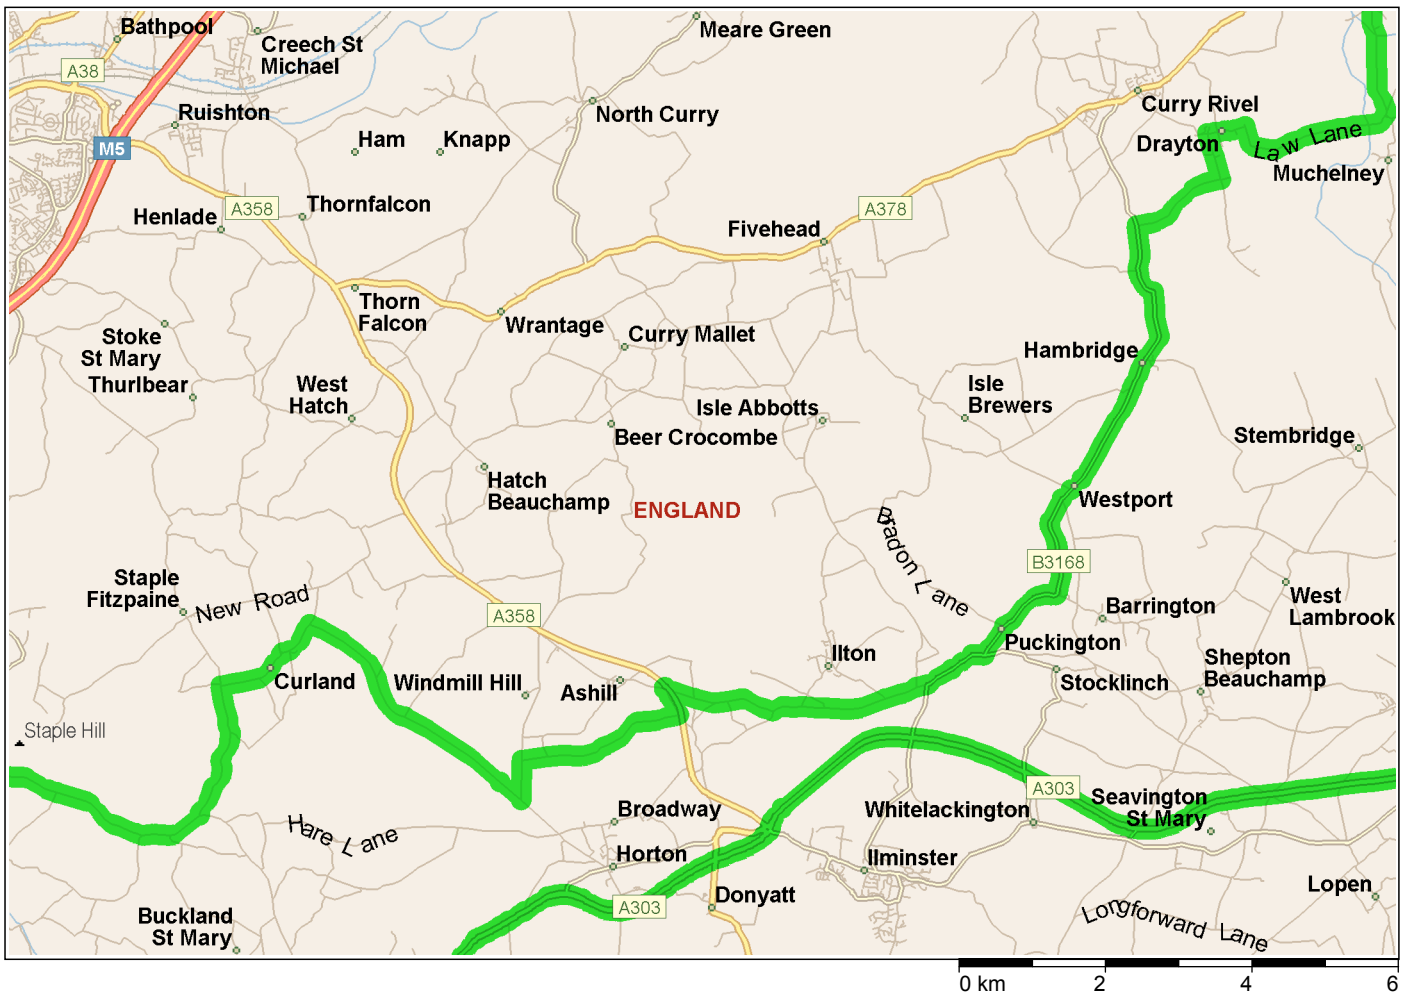 Bathpool
Creech St
Michael
Meare Green
A38
Ruishton
North Curry
Curry Rivel
Drayton
Law Lane
Muchelney
M5
Ham
Knapp
A358
Thornfalcon
Henlade
A378
Fivehead
Thorn
Falcon
Wrantage
Curry Mallet
Stoke
St Mary
Thurlbear
West
Hatch
Hambridge
Isle
Brewers
Isle Abbotts
Beer Crocombe
Stembridge
Hatch
Beauchamp
ENGLAND
Westport
Bradon Lane
B3168
Staple
Fitzpaine
New Road
A358
Barrington
West
Lambrook
Puckington
Ilton
Shepton
Beauchamp
Stocklinch
Curland
Windmill Hill
Ashill
Staple Hill
A303
Seavington
St Mary
Whitelackington
Broadway
Hare Lane
Horton
Ilminster
Lopen
Donyatt
A303
Longforward Lane
Buckland
St Mary
0 km 2 4 6